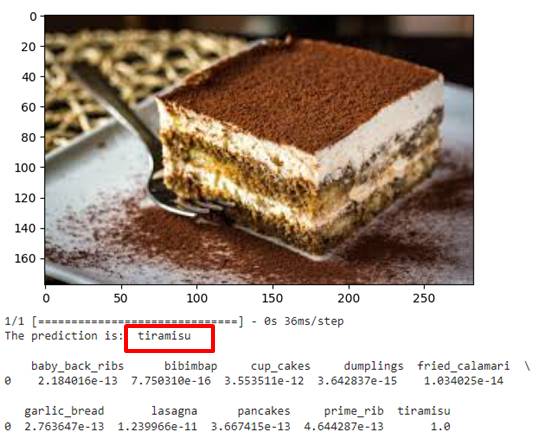 0
20
40
60
80
100
120
140
160
0 50 100 150 200 250
1/1 [==============================] - 0s 36ms/step
The prediction is: tiramisu
baby_back_ribs bibimbap cup_cakes dumplings fried_calamari \
0 2.184016e-13 7.750310e-16 3.553511e-12 3.642837e-15 1.034025e-14
garlic_bread lasagna pancakes prime_rib tiramisu
0 2.763647e-13 1.239966e-11 3.667415e-13 4.644287e-13 1.0